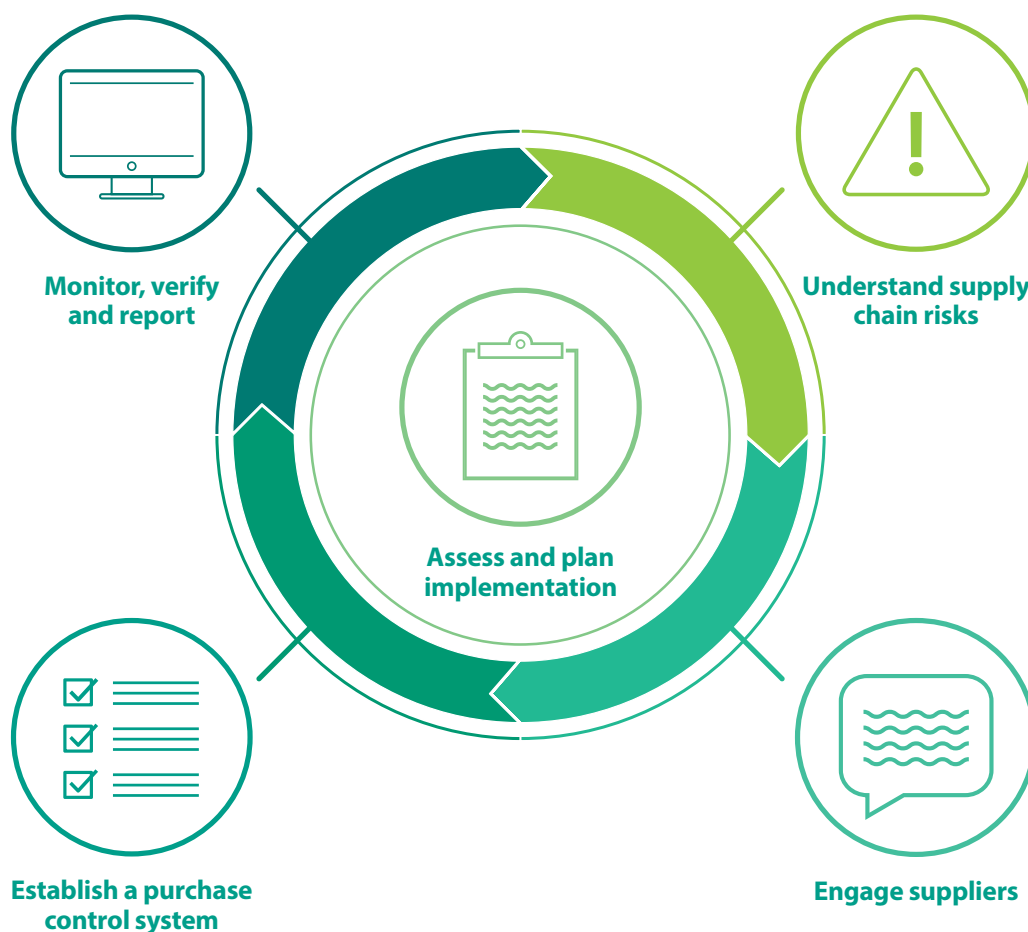 Monitor, verify
and report
Understand supply
chain risks
Assess and plan
implementation
Establish a purchase
control system
Engage suppliers